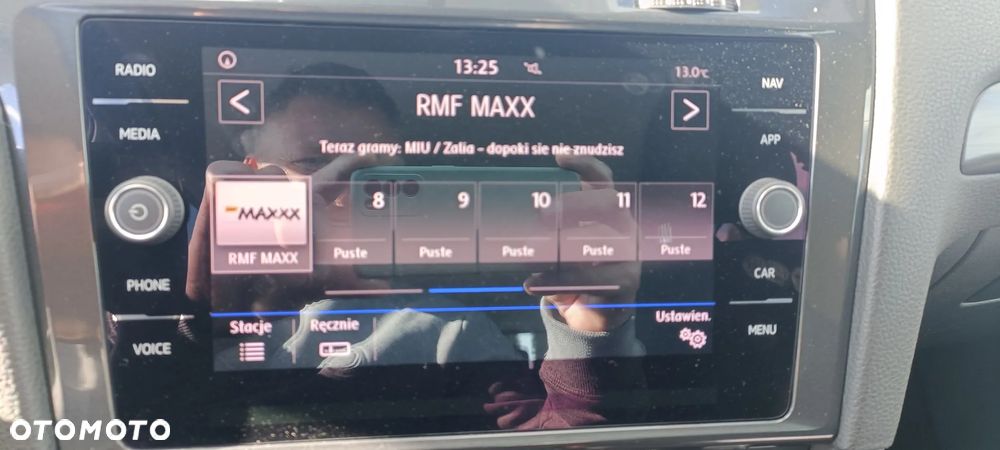 RADIO
MEDIA
PHONE
VOICE
13:25
13.0°C
< RMF MAXX >
Teraz gramy: MIU / Zalia - dopoki sie nie znudzisz
MAXXX
RMF MAXX
8
Puste
9
Puste
10
Puste
11
Puste
12
Puste
Stacje
Ręcznie
Ustawien.
NAV
APP
CAR
MENU
OTOMOTO